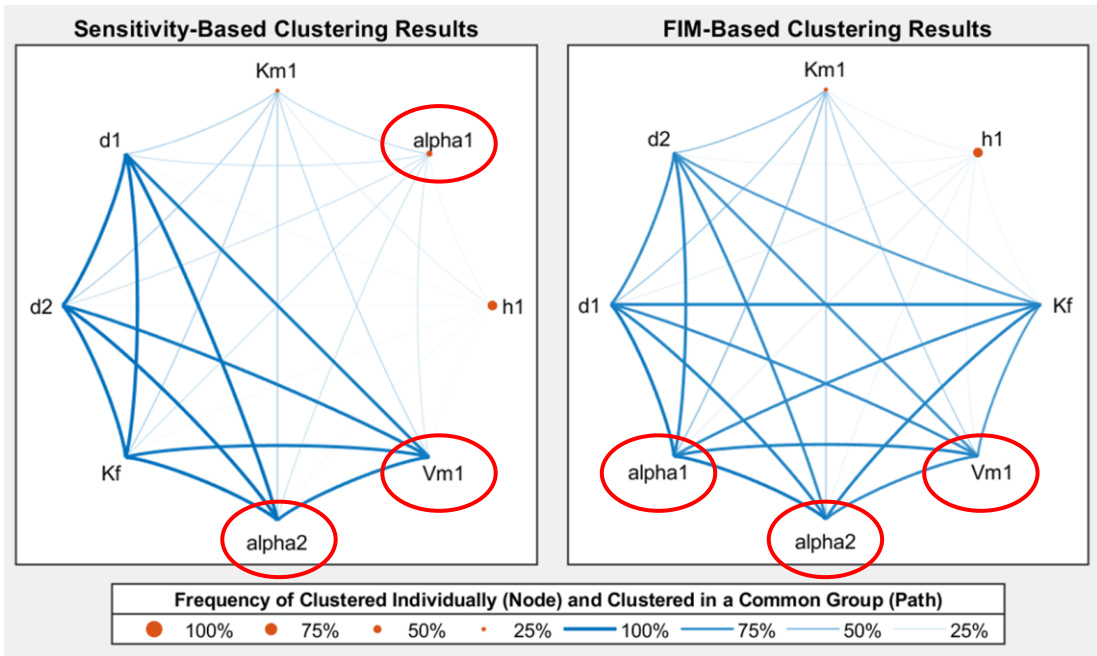 Sensitivity-Based Clustering Results
Km1
d1
alpha1
d2
h1
Kf
Vm1
alpha2
FIM-Based Clustering Results
Km1
d2
h1
d1
Kf
alpha1
Vm1
alpha2
Frequency of Clustered Individually (Node) and Clustered in a Common Group (Path)
100% 75% 50% 25% 100% 75% 50% 25%